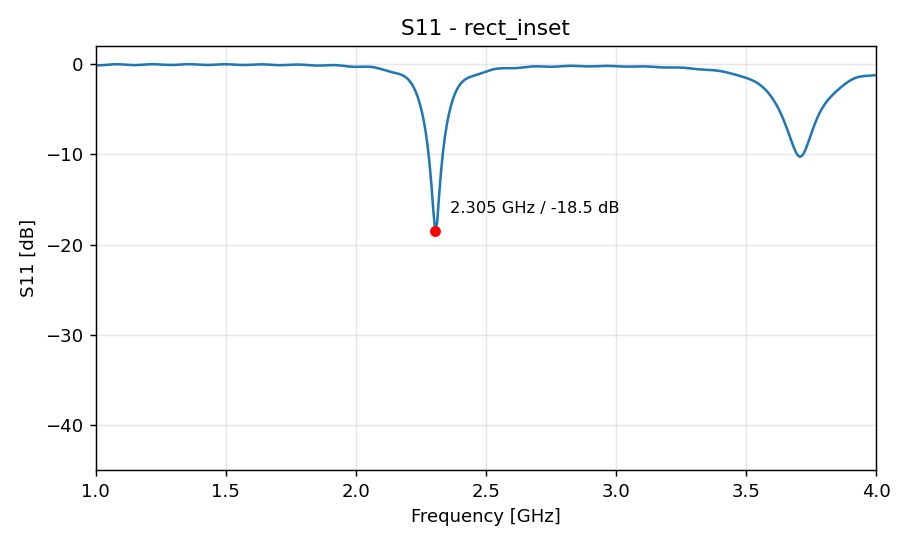 S11 - rect_inset
0
−10
−20
−30
−40
S11 [dB]
2.305 GHz / -18.5 dB
1.0 1.5 2.0 2.5 3.0 3.5 4.0
Frequency [GHz]